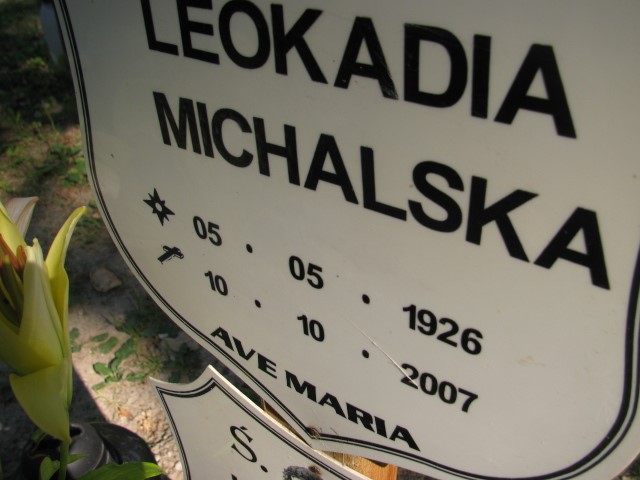 LEOKADIA
MICHALSKA
05 . 05 . 1926
10 . 10 . 2007
AVE MARIA
Ś.